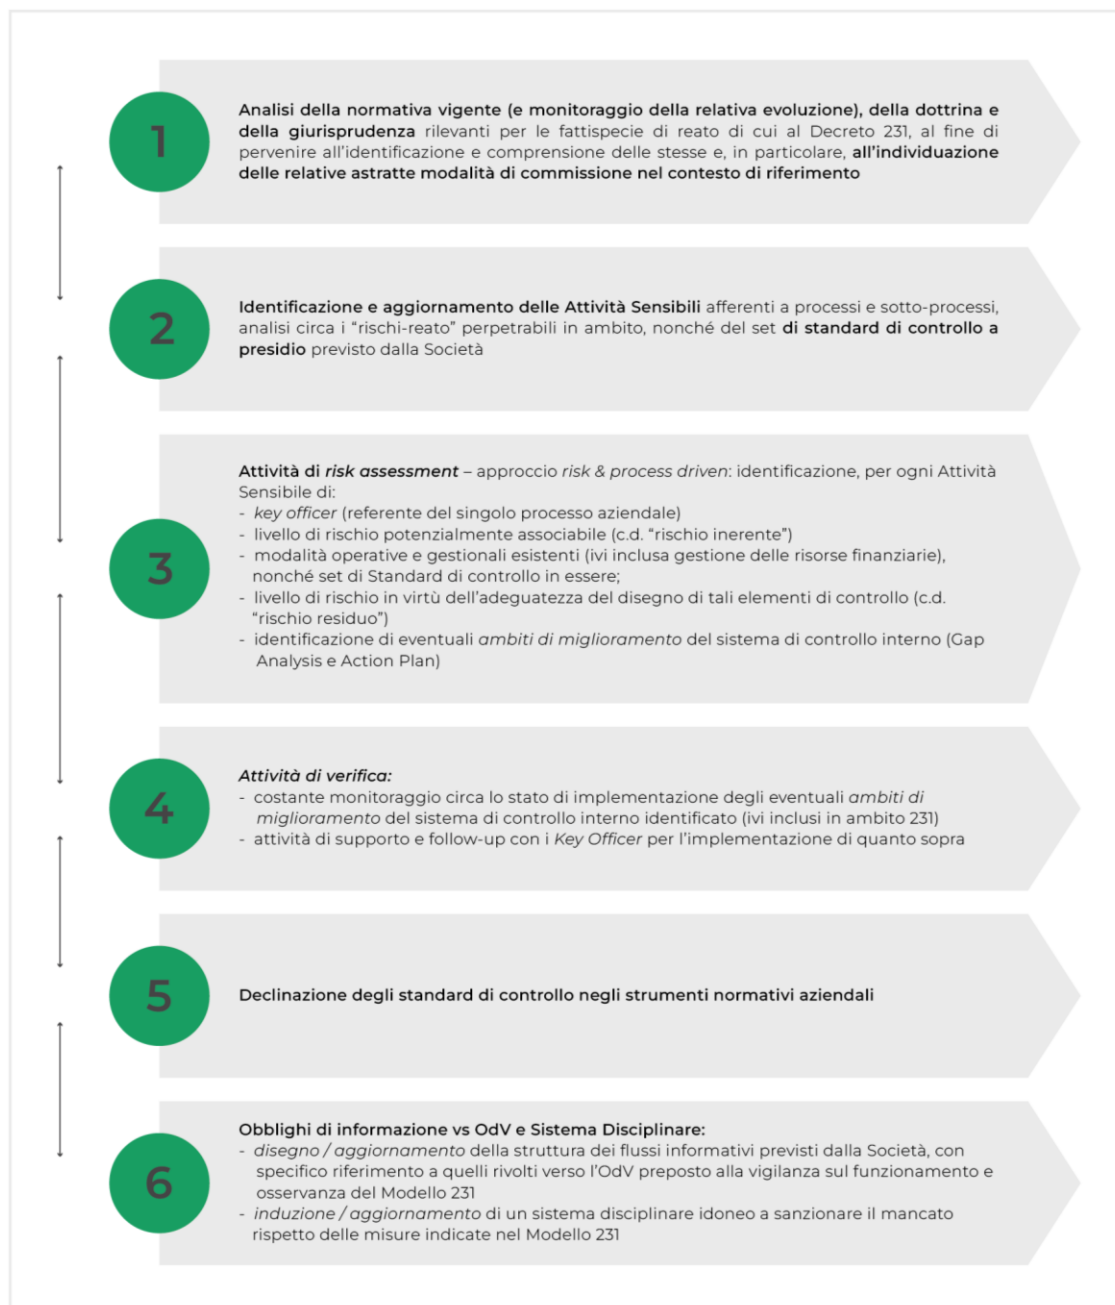 1
Analisi della normativa vigente (e monitoraggio della relativa evoluzione), della dottrina e
della giurisprudenza rilevanti per le fattispecie di reato di cui al Decreto 231, al fine di
pervenire all’identificazione e comprensione delle stesse e, in particolare, all’individuazione
delle relative astratte modalità di commissione nel contesto di riferimento
2
Identificazione e aggiornamento delle Attività Sensibili afferenti a processi e sotto-processi,
analisi circa i “rischi-reato” perpetrabili in ambito, nonché del set di standard di controllo a
presidio previsto dalla Società
3
Attività di risk assessment – approccio risk & process driven: identificazione, per ogni Attività
Sensibile di:
- key officer (referente del singolo processo aziendale)
- livello di rischio potenzialmente associabile (c.d. “rischio inerente”)
- modalità operative e gestionali esistenti (ivi inclusa gestione delle risorse finanziarie),
nonché set di Standard di controllo in essere;
- livello di rischio in virtù dell’adeguatezza del disegno di tali elementi di controllo (c.d.
“rischio residuo”)
- identificazione di eventuali ambiti di miglioramento del sistema di controllo interno (Gap
Analysis e Action Plan)
4
Attività di verifica:
- costante monitoraggio circa lo stato di implementazione degli eventuali ambiti di
miglioramento del sistema di controllo interno identificato (ivi inclusi in ambito 231)
- attività di supporto e follow-up con i Key Officer per l’implementazione di quanto sopra
5
Declinazione degli standard di controllo negli strumenti normativi aziendali
6
Obblighi di informazione vs OdV e Sistema Disciplinare:
- disegno / aggiornamento della struttura dei flussi informativi previsti dalla Società, con
specifico riferimento a quelli rivolti verso l’OdV preposto alla vigilanza sul funzionamento e
osservanza del Modello 231
- induzione / aggiornamento di un sistema disciplinare idoneo a sanzionare il mancato
rispetto delle misure indicate nel Modello 231